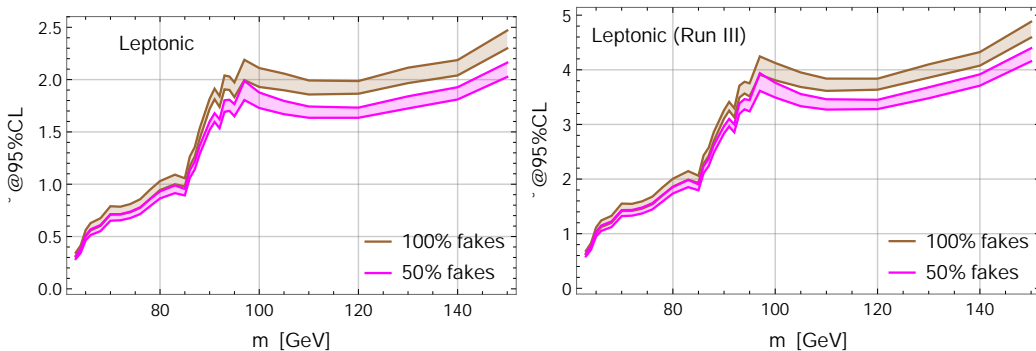 Leptonic
2.5
2.0
1.5
1.0
0.5
0.0
@95%CL
100% fakes
50% fakes
80 100 120 140
m [GeV]
Leptonic (Run III)
5
4
3
2
1
0
@95%CL
100% fakes
50% fakes
80 100 120 140
m [GeV]